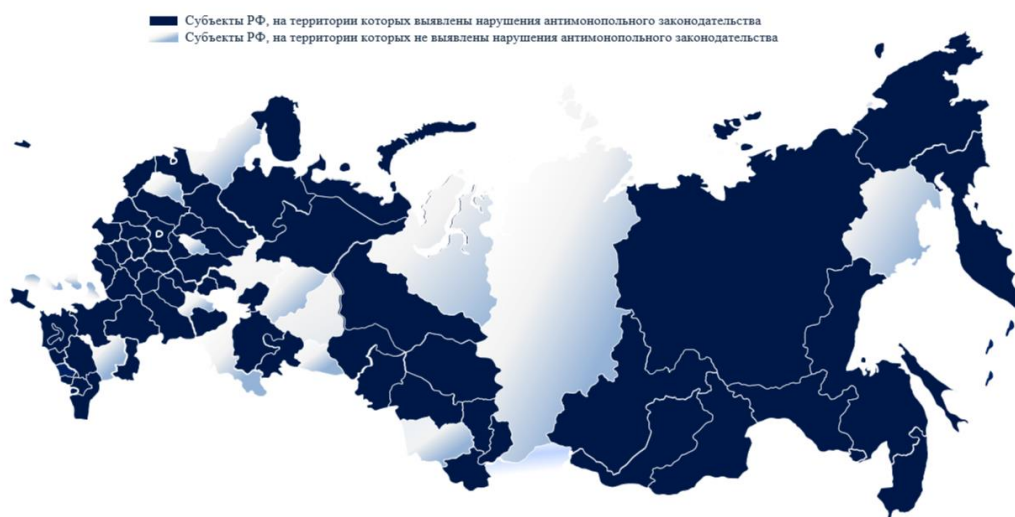 Субъекты РФ, на территории которых выявлены нарушения антимонопольного законодательства
Субъекты РФ, на территории которых не выявлены нарушения антимонопольного законодательства